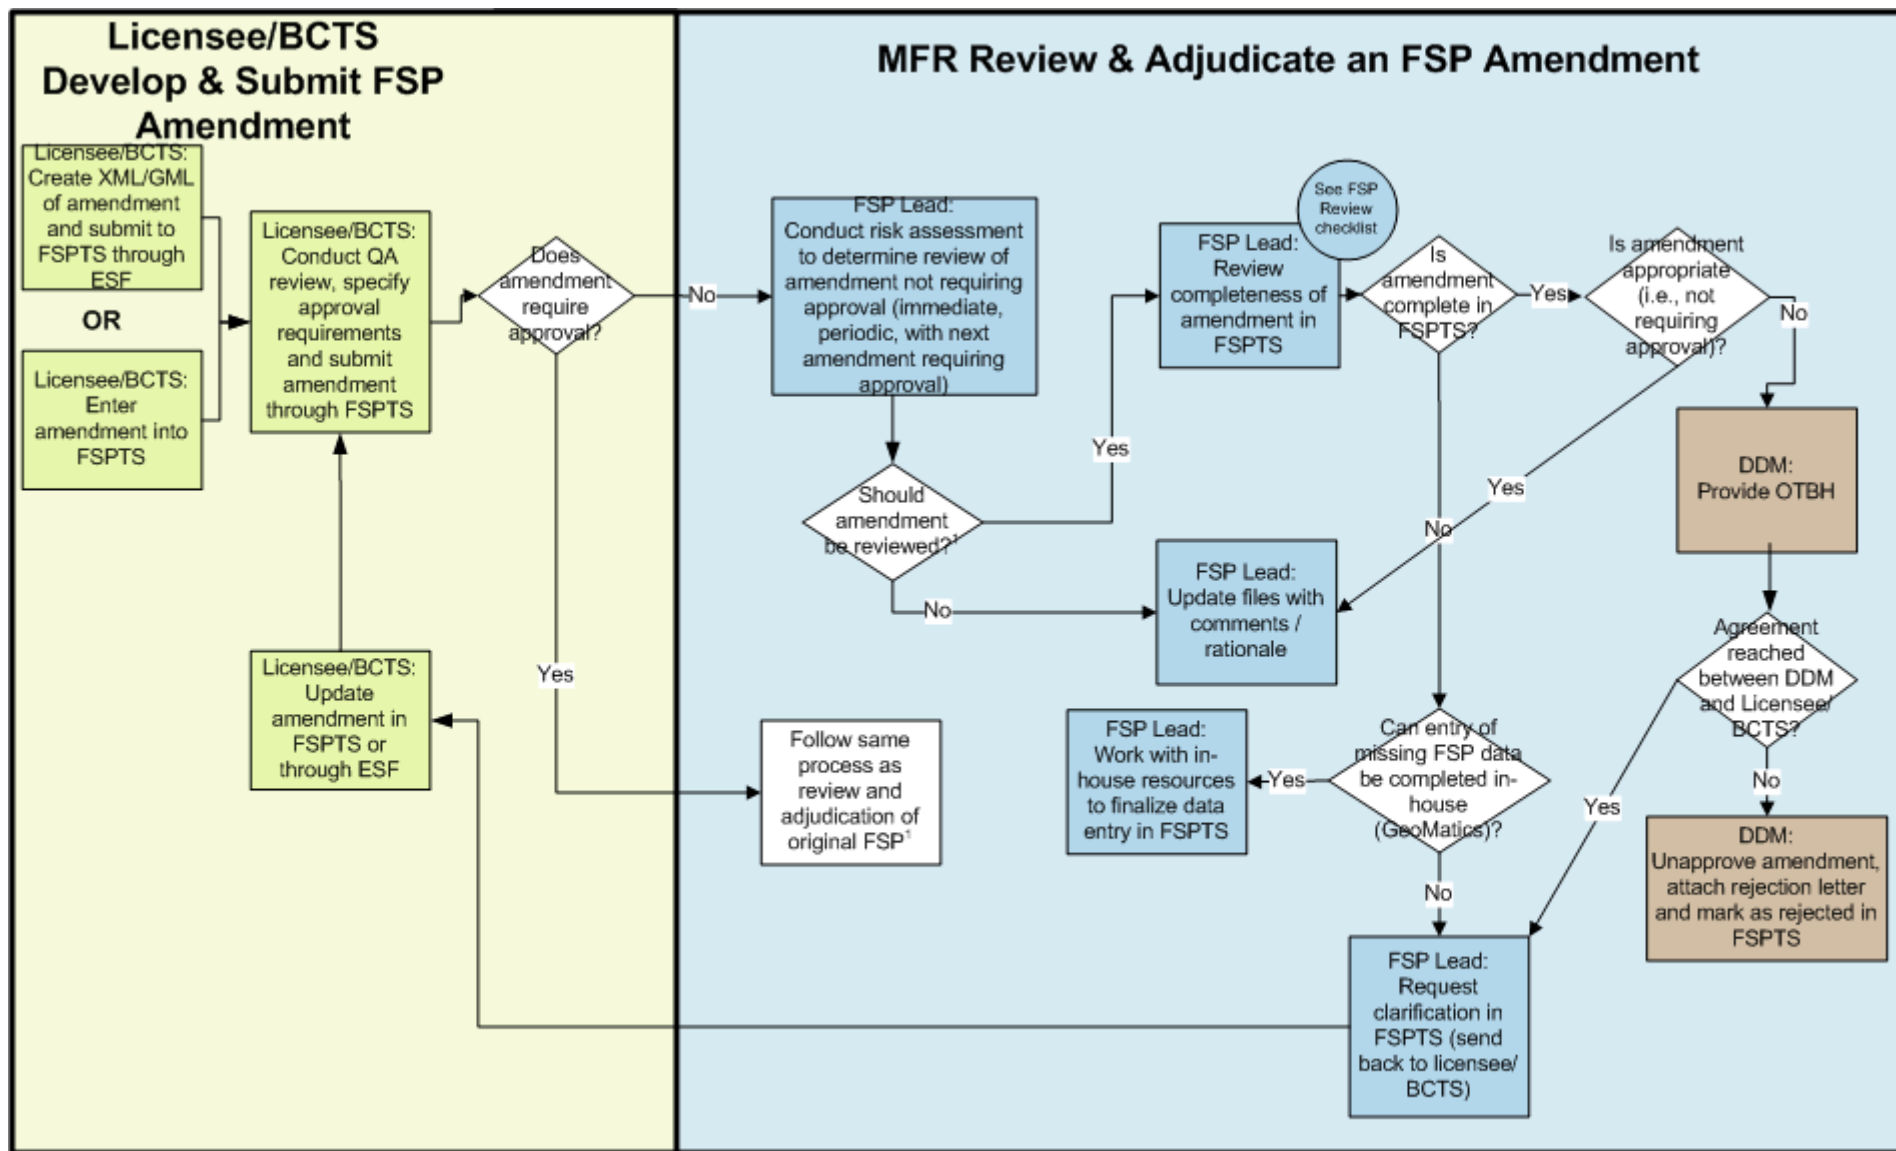 Licensee/BCTS
Develop & Submit FSP
Amendment
MFR Review & Adjudicate an FSP Amendment
Licensee/BCTS:
Create XML/GML
of amendment
and submit to
FSPTS through
ESF
OR
Licensee/BCTS:
Enter
amendment into
FSPTS
Licensee/BCTS:
Conduct QA
review, specify
approval
requirements
and submit
amendment
through FSPTS
Does
amendment
require
approval?
No
Yes
Licensee/BCTS:
Update
amendment in
FSPTS or
through ESF
Follow same
process as
review and
adjudication of
original FSP¹
FSP Lead:
Conduct risk assessment
to determine review of
amendment not requiring
approval (immediate,
periodic, with next
amendment requiring
approval)
Should
amendment
be reviewed?¹
Yes
No
See FSP
Review
checklist
FSP Lead:
Review
completeness of
amendment in
FSPTS
Is
amendment
complete in
FSPTS?
Yes
No
Is amendment
appropriate
(i.e., not
requiring
approval)?
No
Yes
FSP Lead:
Update files with
comments /
rationale
DDM:
Provide OTBH
Agreement
reached
between DDM
and Licensee/
BCTS?
No
Yes
DDM:
Unapprove amendment,
attach rejection letter
and mark as rejected in
FSPTS
Can entry of
missing FSP data
be completed in-
house
(GeoMatics)?
Yes
No
FSP Lead:
Work with in-
house resources
to finalize data
entry in FSPTS
FSP Lead:
Request
clarification in
FSPTS (send
back to licensee/
BCTS)